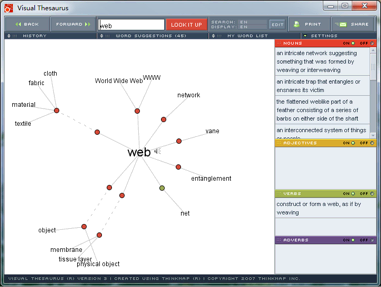 Visual Thesaurus
BACK
FORWARD
web
LOOK IT UP
SEARCH:
DISPLAY:
EDIT
PRINT
SHARE
HISTORY
WORD SUGGESTIONS (48)
MY WORD LIST
SETTINGS
cloth
fabric
material
textile
World Wide Web
WWW
network
vane
web
entanglement
net
object
membrane
tissue layer
physical object
NOUNS ON OFF
an intricate network suggesting
something that was formed by
weaving or interweaving
an intricate trap that entangles or
ensnares its victim
the flattened weblike part of a
feather consisting of a series of
barbs on either side of the shaft
an interconnected system of things
or people
ADJECTIVES ON OFF
VERBS ON OFF
construct or form a web, as if by
weaving
ADVERBS ON OFF
VISUAL THESAURUS (R) VERSION 3 | CREATED USING THINKMAP (R) | COPYRIGHT 2007 THINKMAP INC.